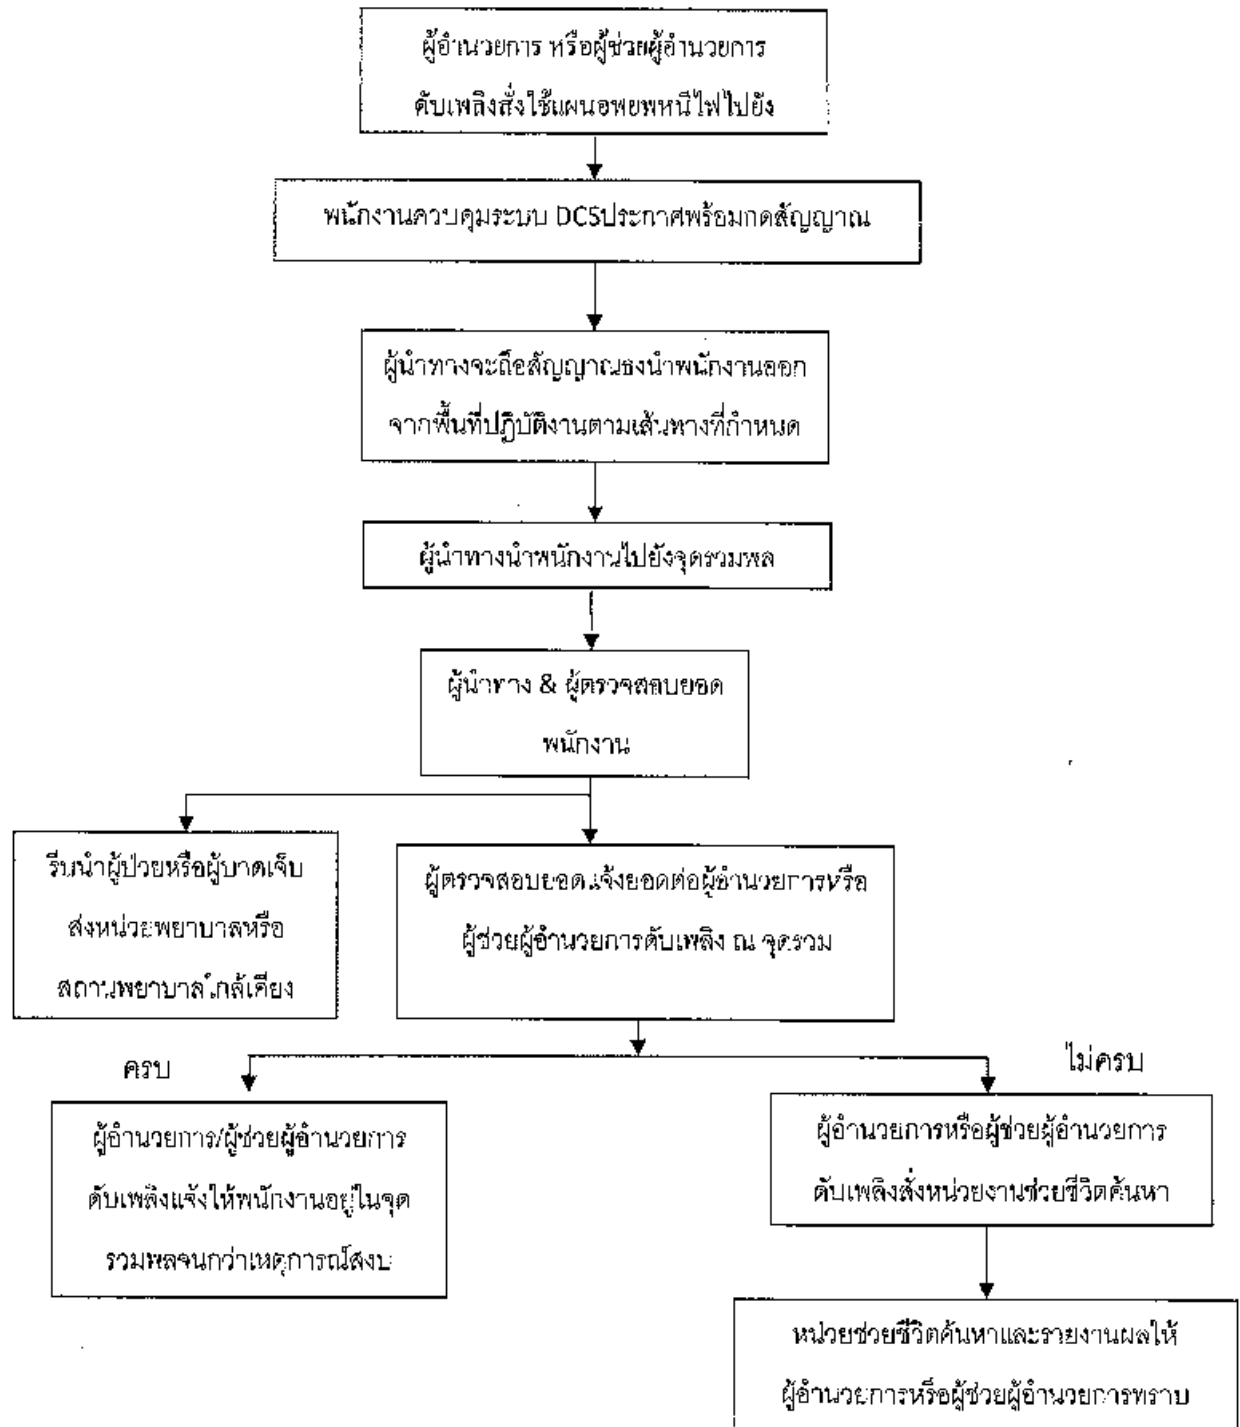 ผู้อำนวยการ หรือผู้ช่วยผู้อำนวยการ
ดับเพลิงสั่งใช้แผนอพยพหนีไฟไปยัง
พนักงานควบคุมระบบ DCSประกาศพร้อมกดสัญญาณ
ผู้นำทางจะถือสัญญาณธงนำพนักงานออก
จากพื้นที่ปฏิบัติงานตามเส้นทางที่กำหนด
ผู้นำทางนำพนักงานไปยังจุดรวมพล
ผู้นำทาง & ผู้ตรวจสอบยอด
พนักงาน
รีบนำผู้ป่วยหรือผู้บาดเจ็บ
ส่งหน่วยพยาบาลหรือ
สถานพยาบาลใกล้เคียง
ผู้ตรวจสอบยอดแจ้งยอดต่อผู้อำนวยการหรือ
ผู้ช่วยผู้อำนวยการดับเพลิง ณ จุดรวม
ครบ
ไม่ครบ
ผู้อำนวยการ/ผู้ช่วยผู้อำนวยการ
ดับเพลิงแจ้งให้พนักงานอยู่ในจุด
รวมพลจนกว่าเหตุการณ์สงบ
ผู้อำนวยการหรือผู้ช่วยผู้อำนวยการ
ดับเพลิงสั่งหน่วยงานช่วยชีวิตค้นหา
หน่วยช่วยชีวิตค้นหาและรายงานผลให้
ผู้อำนวยการหรือผู้ช่วยผู้อำนวยการทราบ